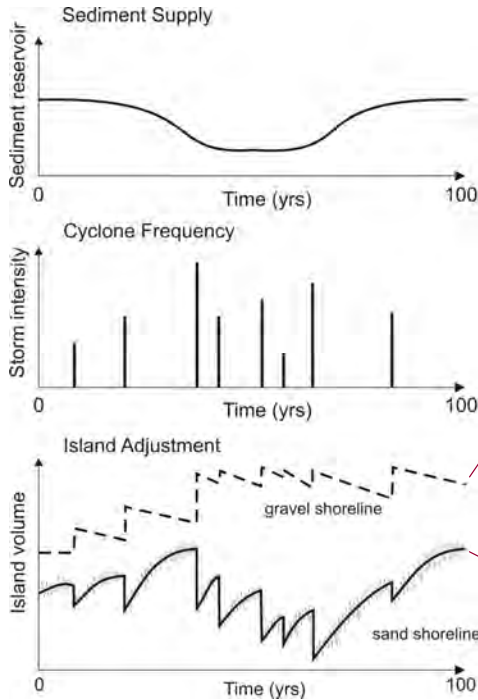 Sediment Supply
Sediment reservoir
0
100
Time (yrs)
Cyclone Frequency
Storm intensity
0
100
Time (yrs)
Island Adjustment
gravel shoreline
Island volume
sand shoreline
0
100
Time (yrs)